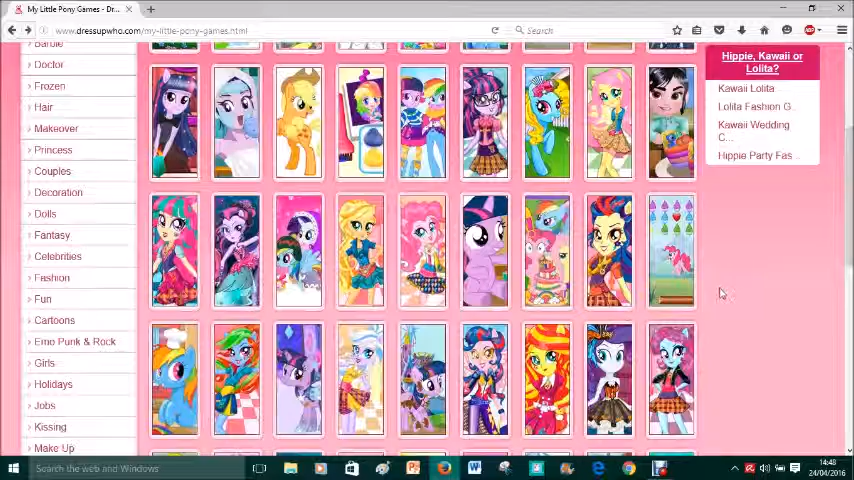 My Little Pony Games - Dr...
www.dressupwho.com/my-little-pony-games.html
Search
Barbie
Doctor
Frozen
Hair
Makeover
Princess
Couples
Decoration
Dolls
Fantasy
Celebrities
Fashion
Fun
Cartoons
Emo Punk & Rock
Girls
Holidays
Jobs
Kissing
Make Up
Hippie, Kawaii or
Lolita?
Kawaii Lolita
Lolita Fashion G...
Kawaii Wedding
C...
Hippie Party Fas...
Search the web and Windows
14:48
24/04/2016